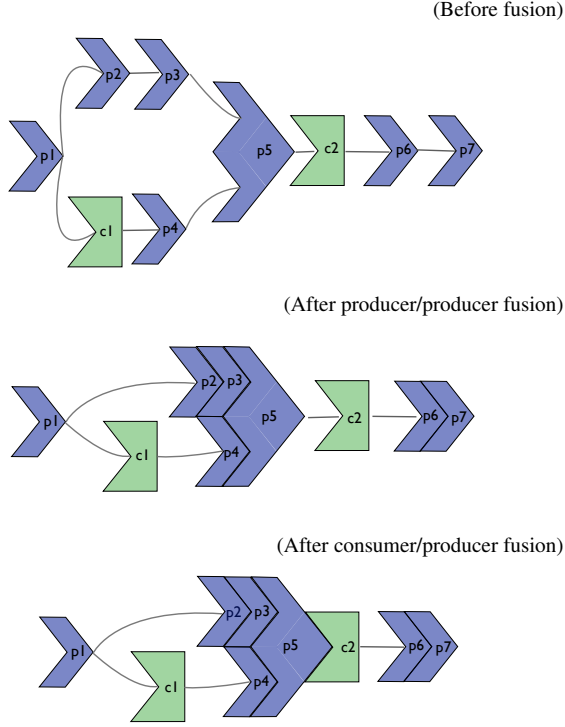 (Before fusion)
p2 p3
p1 p5 c2 p6 p7
c1 p4
(After producer/producer fusion)
p2 p3
p1 p5 c2 p6 p7
c1 p4
(After consumer/producer fusion)
p2 p3
p1 p5 c2 p6 p7
c1 p4